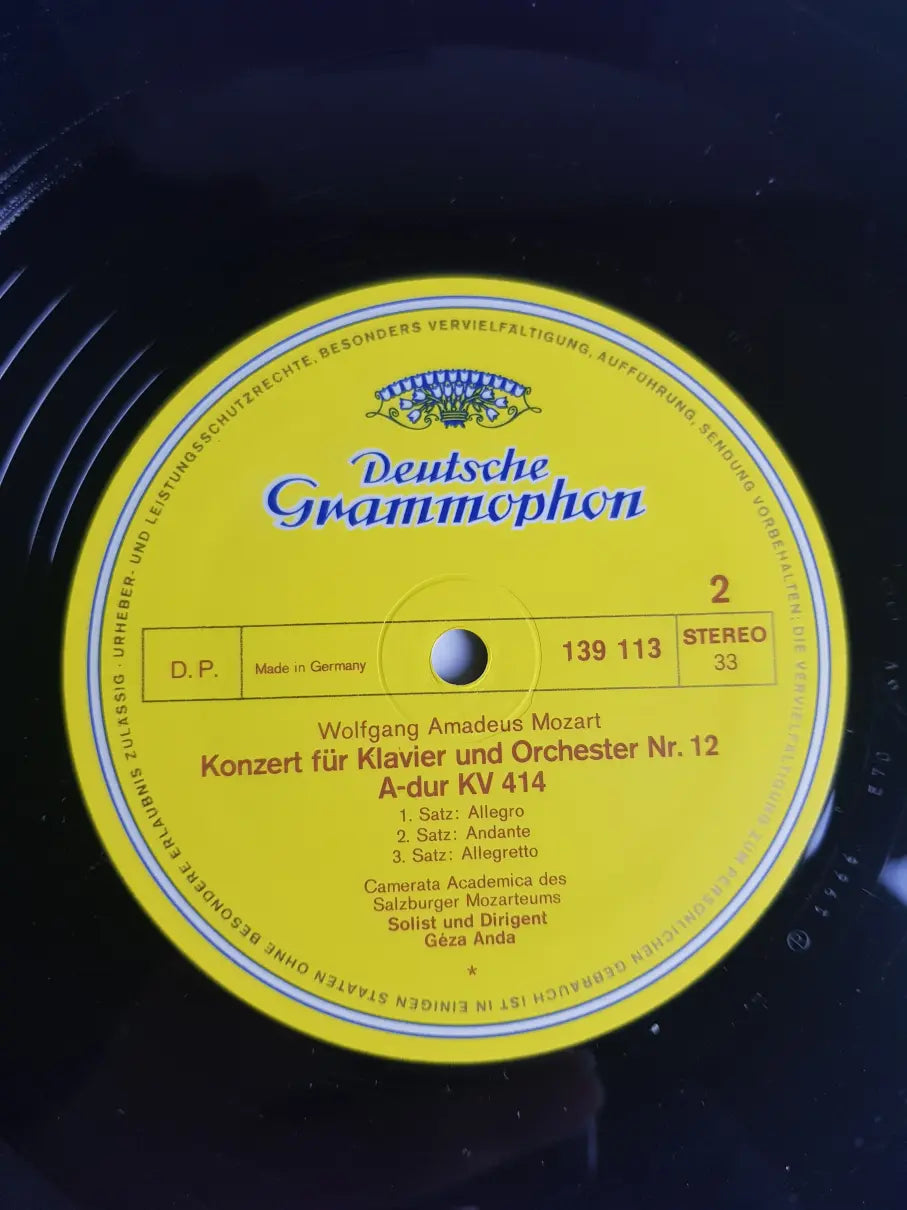 URHEBER- UND LEISTUNGSSCHUTZRECHTE, BESONDERS VERVIELFÄLTIGUNG, AUFFÜHRUNG, SENDUNG VORBEHALTEN; DIE VERVIELFÄLTIGUNG ZUM PERSÖNLICHEN GEBRAUCH IST IN EINIGEN STAATEN OHNE BESONDERE ERLAUBNIS ZULÄSSIG ·
Deutsche
Grammophon
2
D. P.
Made in Germany
139 113
STEREO
33
Wolfgang Amadeus Mozart
Konzert für Klavier und Orchester Nr. 12
A-dur KV 414
1. Satz: Allegro
2. Satz: Andante
3. Satz: Allegretto
Camerata Academica des
Salzburger Mozarteums
Solist und Dirigent
Géza Anda
*
℗ 1966
E70